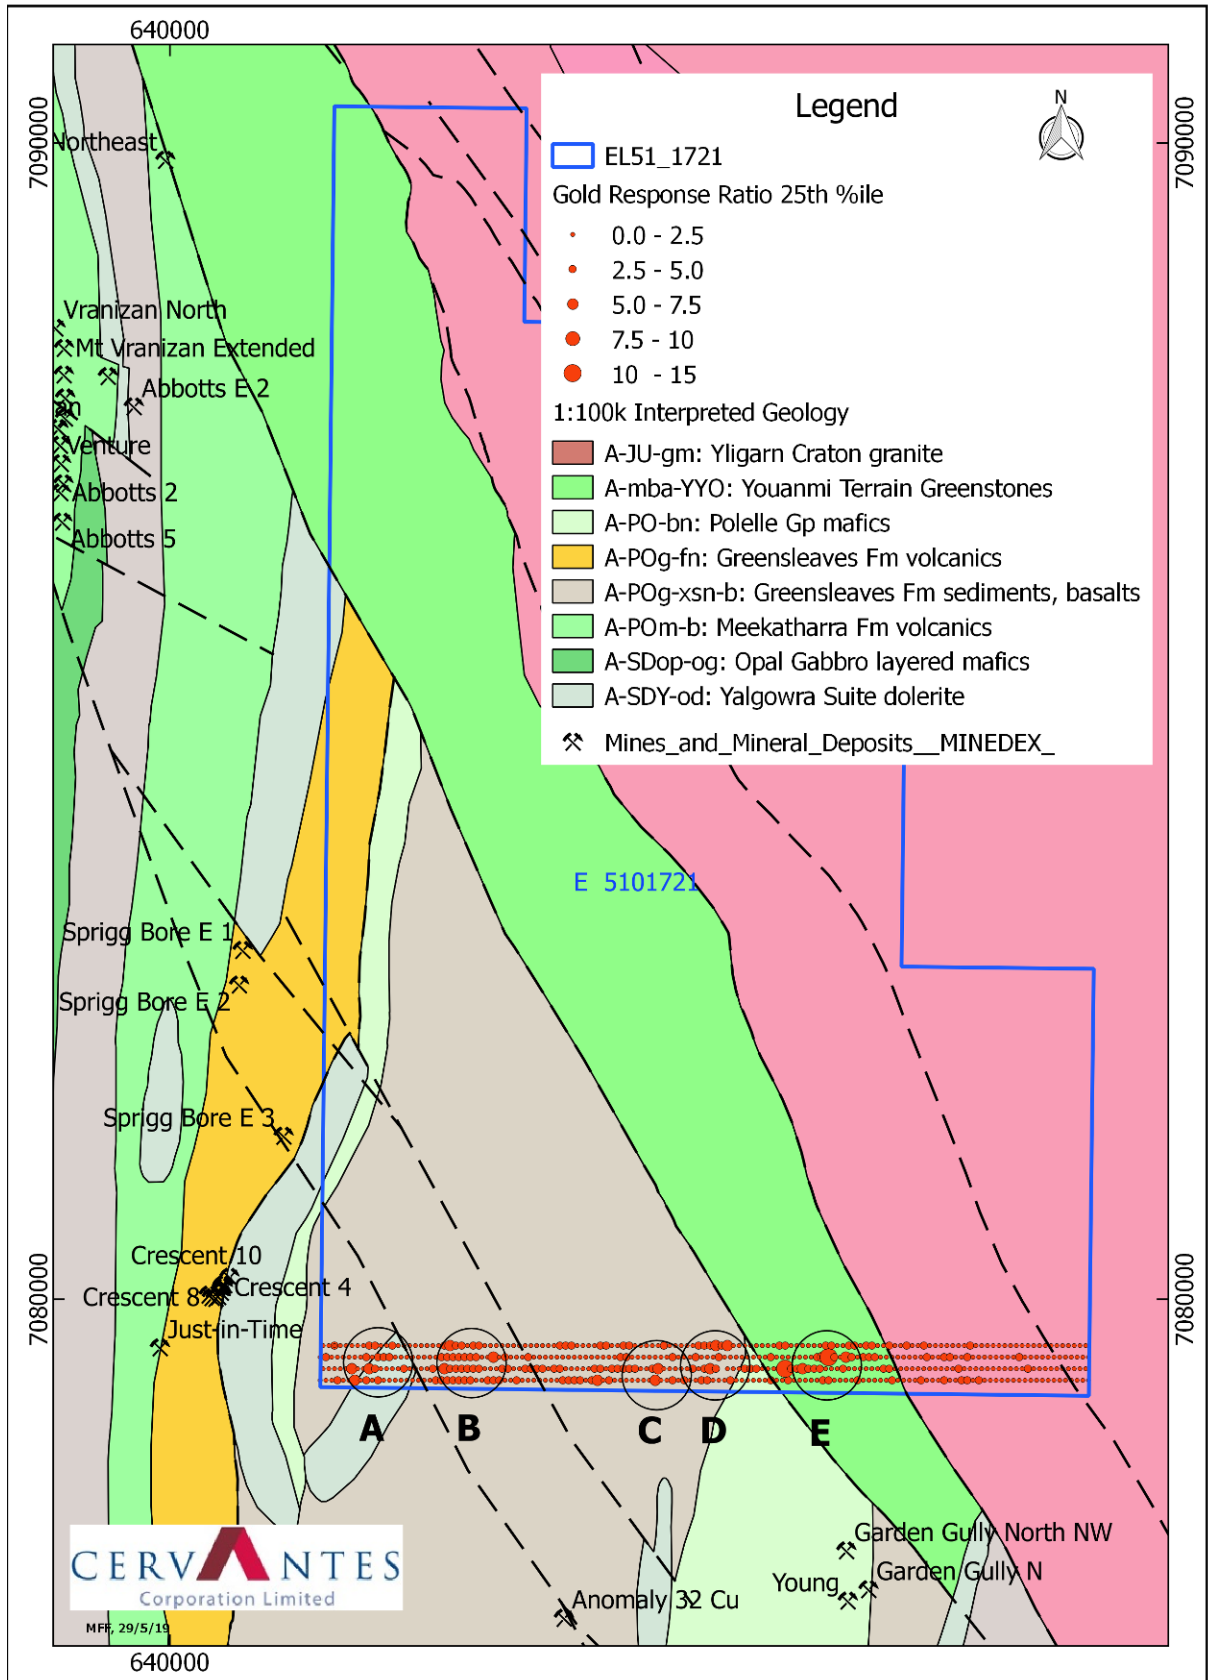 640000
7090000
7090000
Legend
N
EL51_1721
Gold Response Ratio 25th %ile
0.0 - 2.5
2.5 - 5.0
5.0 - 7.5
7.5 - 10
10 - 15
1:100k Interpreted Geology
A-JU-gm: Yligarn Craton granite
A-mba-YYO: Youanmi Terrain Greenstones
A-PO-bn: Polelle Gp mafics
A-POg-fn: Greensleaves Fm volcanics
A-POg-xsn-b: Greensleaves Fm sediments, basalts
A-POm-b: Meekatharra Fm volcanics
A-SDop-og: Opal Gabbro layered mafics
A-SDY-od: Yalgowra Suite dolerite
Mines_and_Mineral_Deposits__MINEDEX_
Northeast
Vranizan North
Mt Vranizan Extended
Abbotts E 2
an
Venture
Abbotts 2
Abbotts 5
E 5101721
Sprigg Bore E 1
Sprigg Bore E 2
Sprigg Bore E 3
Crescent 10
Crescent 4
Crescent 8
Just-in-Time
7080000
7080000
A
B
C
D
E
Garden Gully North NW
Garden Gully N
Young
Anomaly 32 Cu
CERVANTES
Corporation Limited
MFF, 29/5/19
640000